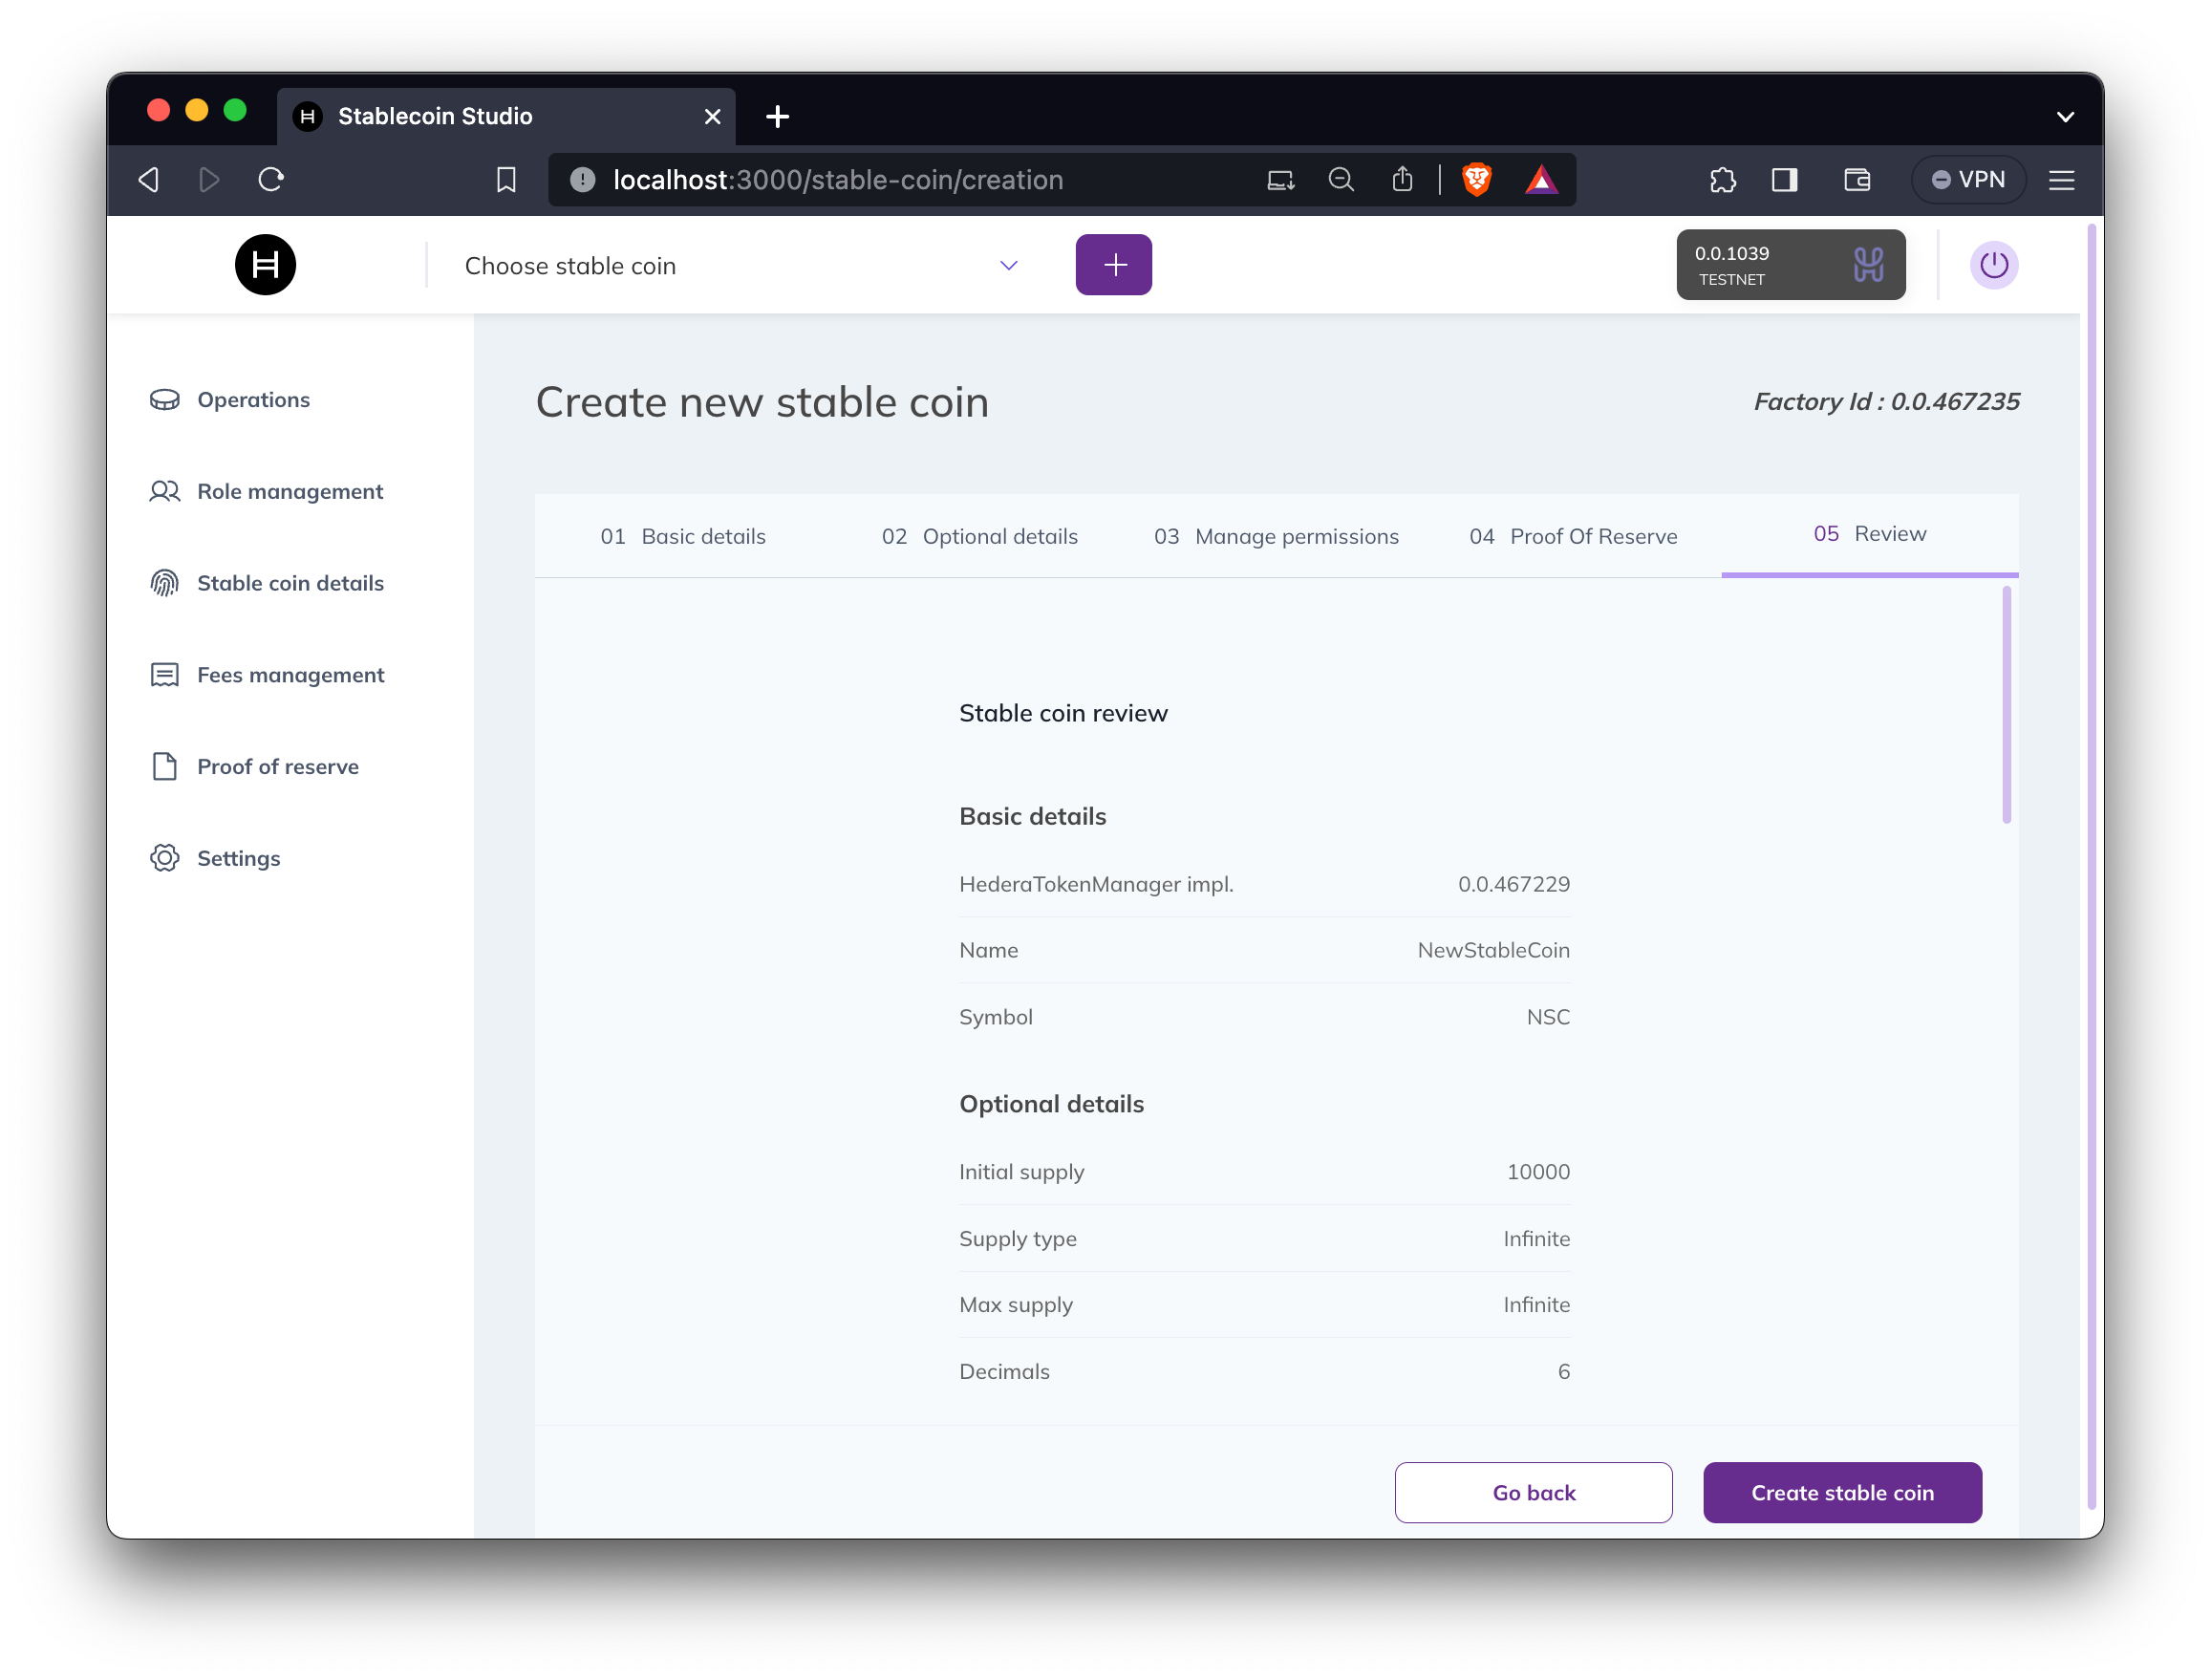 Stablecoin Studio
localhost:3000/stable-coin/creation
VPN
Choose stable coin
0.0.1039
TESTNET
Operations
Role management
Stable coin details
Fees management
Proof of reserve
Settings
Create new stable coin
Factory Id : 0.0.467235
01 Basic details
02 Optional details
03 Manage permissions
04 Proof Of Reserve
05 Review
Stable coin review
Basic details
HederaTokenManager impl. 0.0.467229
Name NewStableCoin
Symbol NSC
Optional details
Initial supply 10000
Supply type Infinite
Max supply Infinite
Decimals 6
Go back
Create stable coin